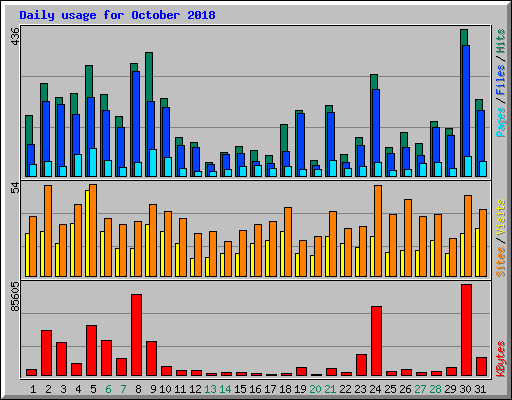 Daily usage for October 2018
436
Pages / Files / Hits
54
Sites / Visits
85605
KBytes
1 2 3 4 5 6 7 8 9 10 11 12 13 14 15 16 17 18 19 20 21 22 23 24 25 26 27 28 29 30 31